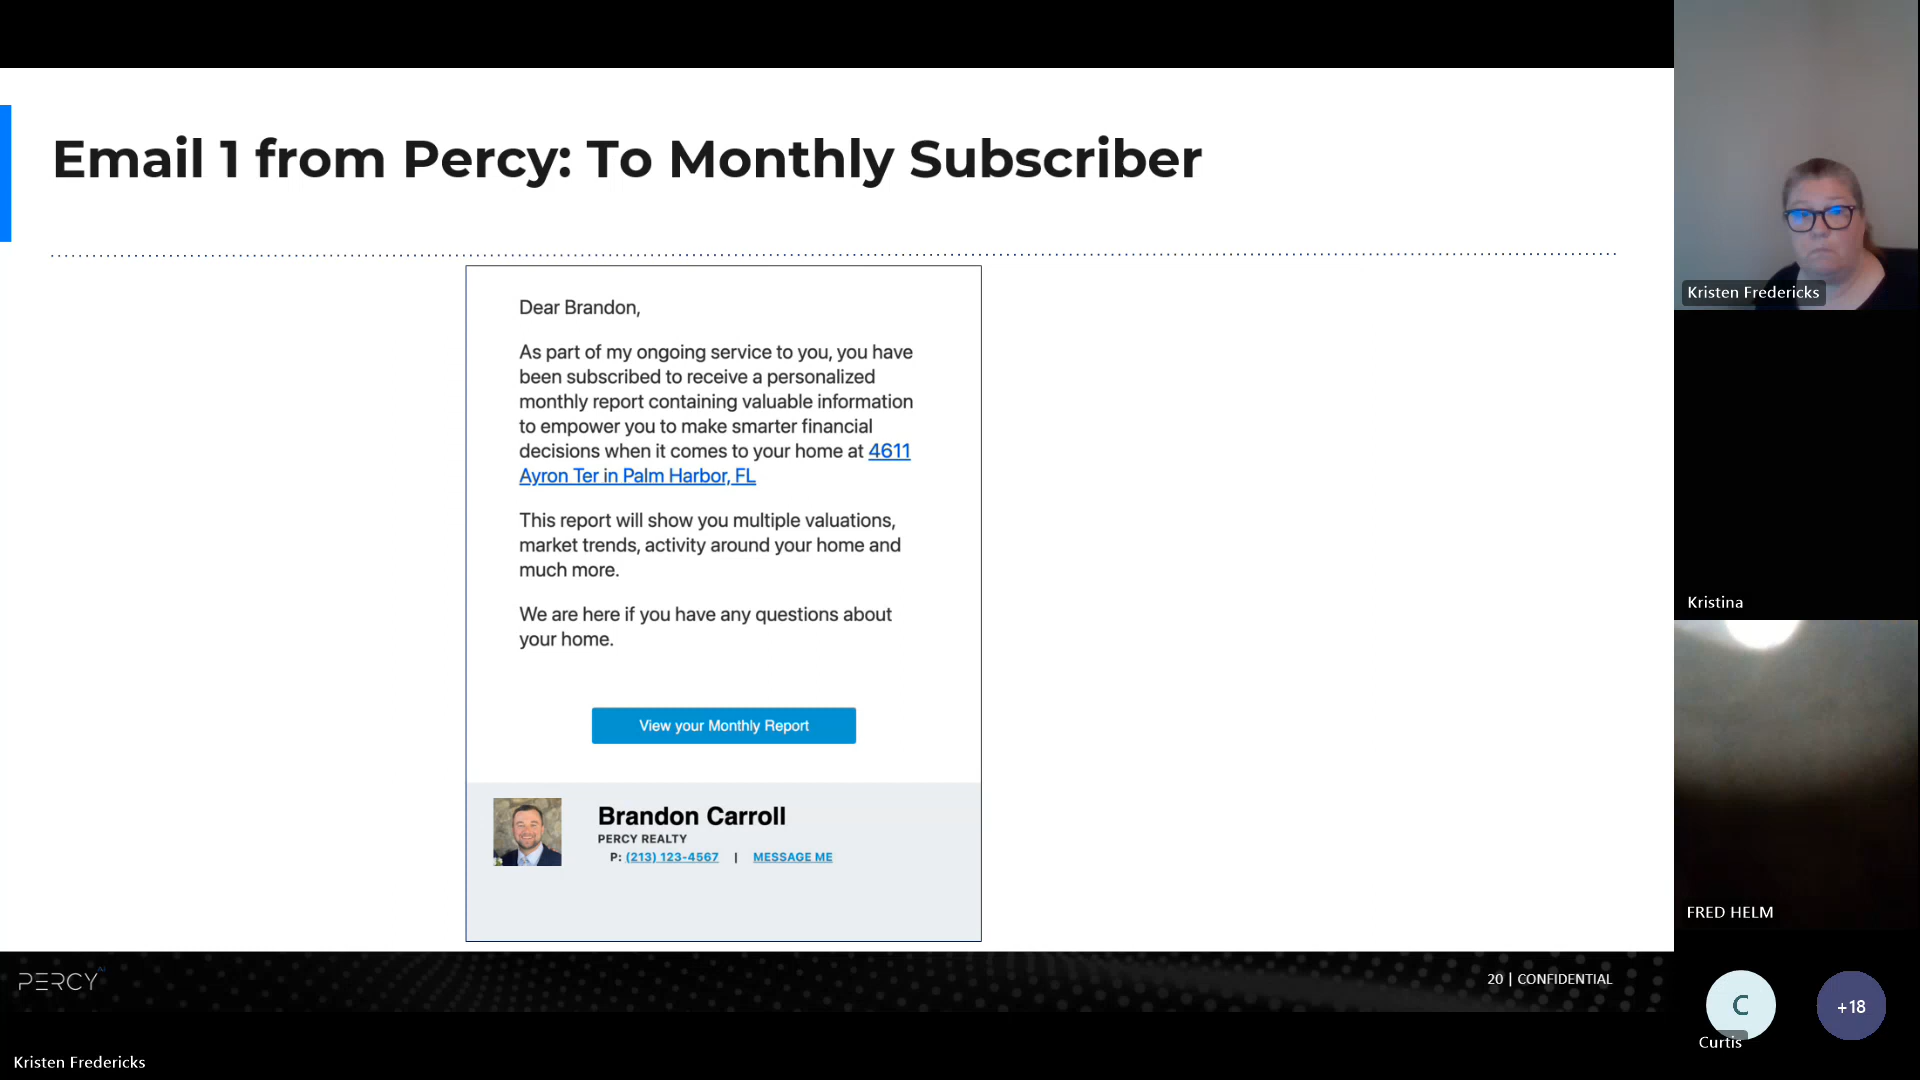 Email 1 from Percy: To Monthly Subscriber
Dear Brandon,
As part of my ongoing service to you, you have
been subscribed to receive a personalized
monthly report containing valuable information
to empower you to make smarter financial
decisions when it comes to your home at 4611
Ayron Ter in Palm Harbor, FL
This report will show you multiple valuations,
market trends, activity around your home and
much more.
We are here if you have any questions about
your home.
View your Monthly Report
Brandon Carroll
PERCY REALTY
P: (213) 123-4567 | MESSAGE ME
PERCY AI
20 | CONFIDENTIAL
Kristen Fredericks
Kristen Fredericks
Kristina
FRED HELM
C
Curtis
+18